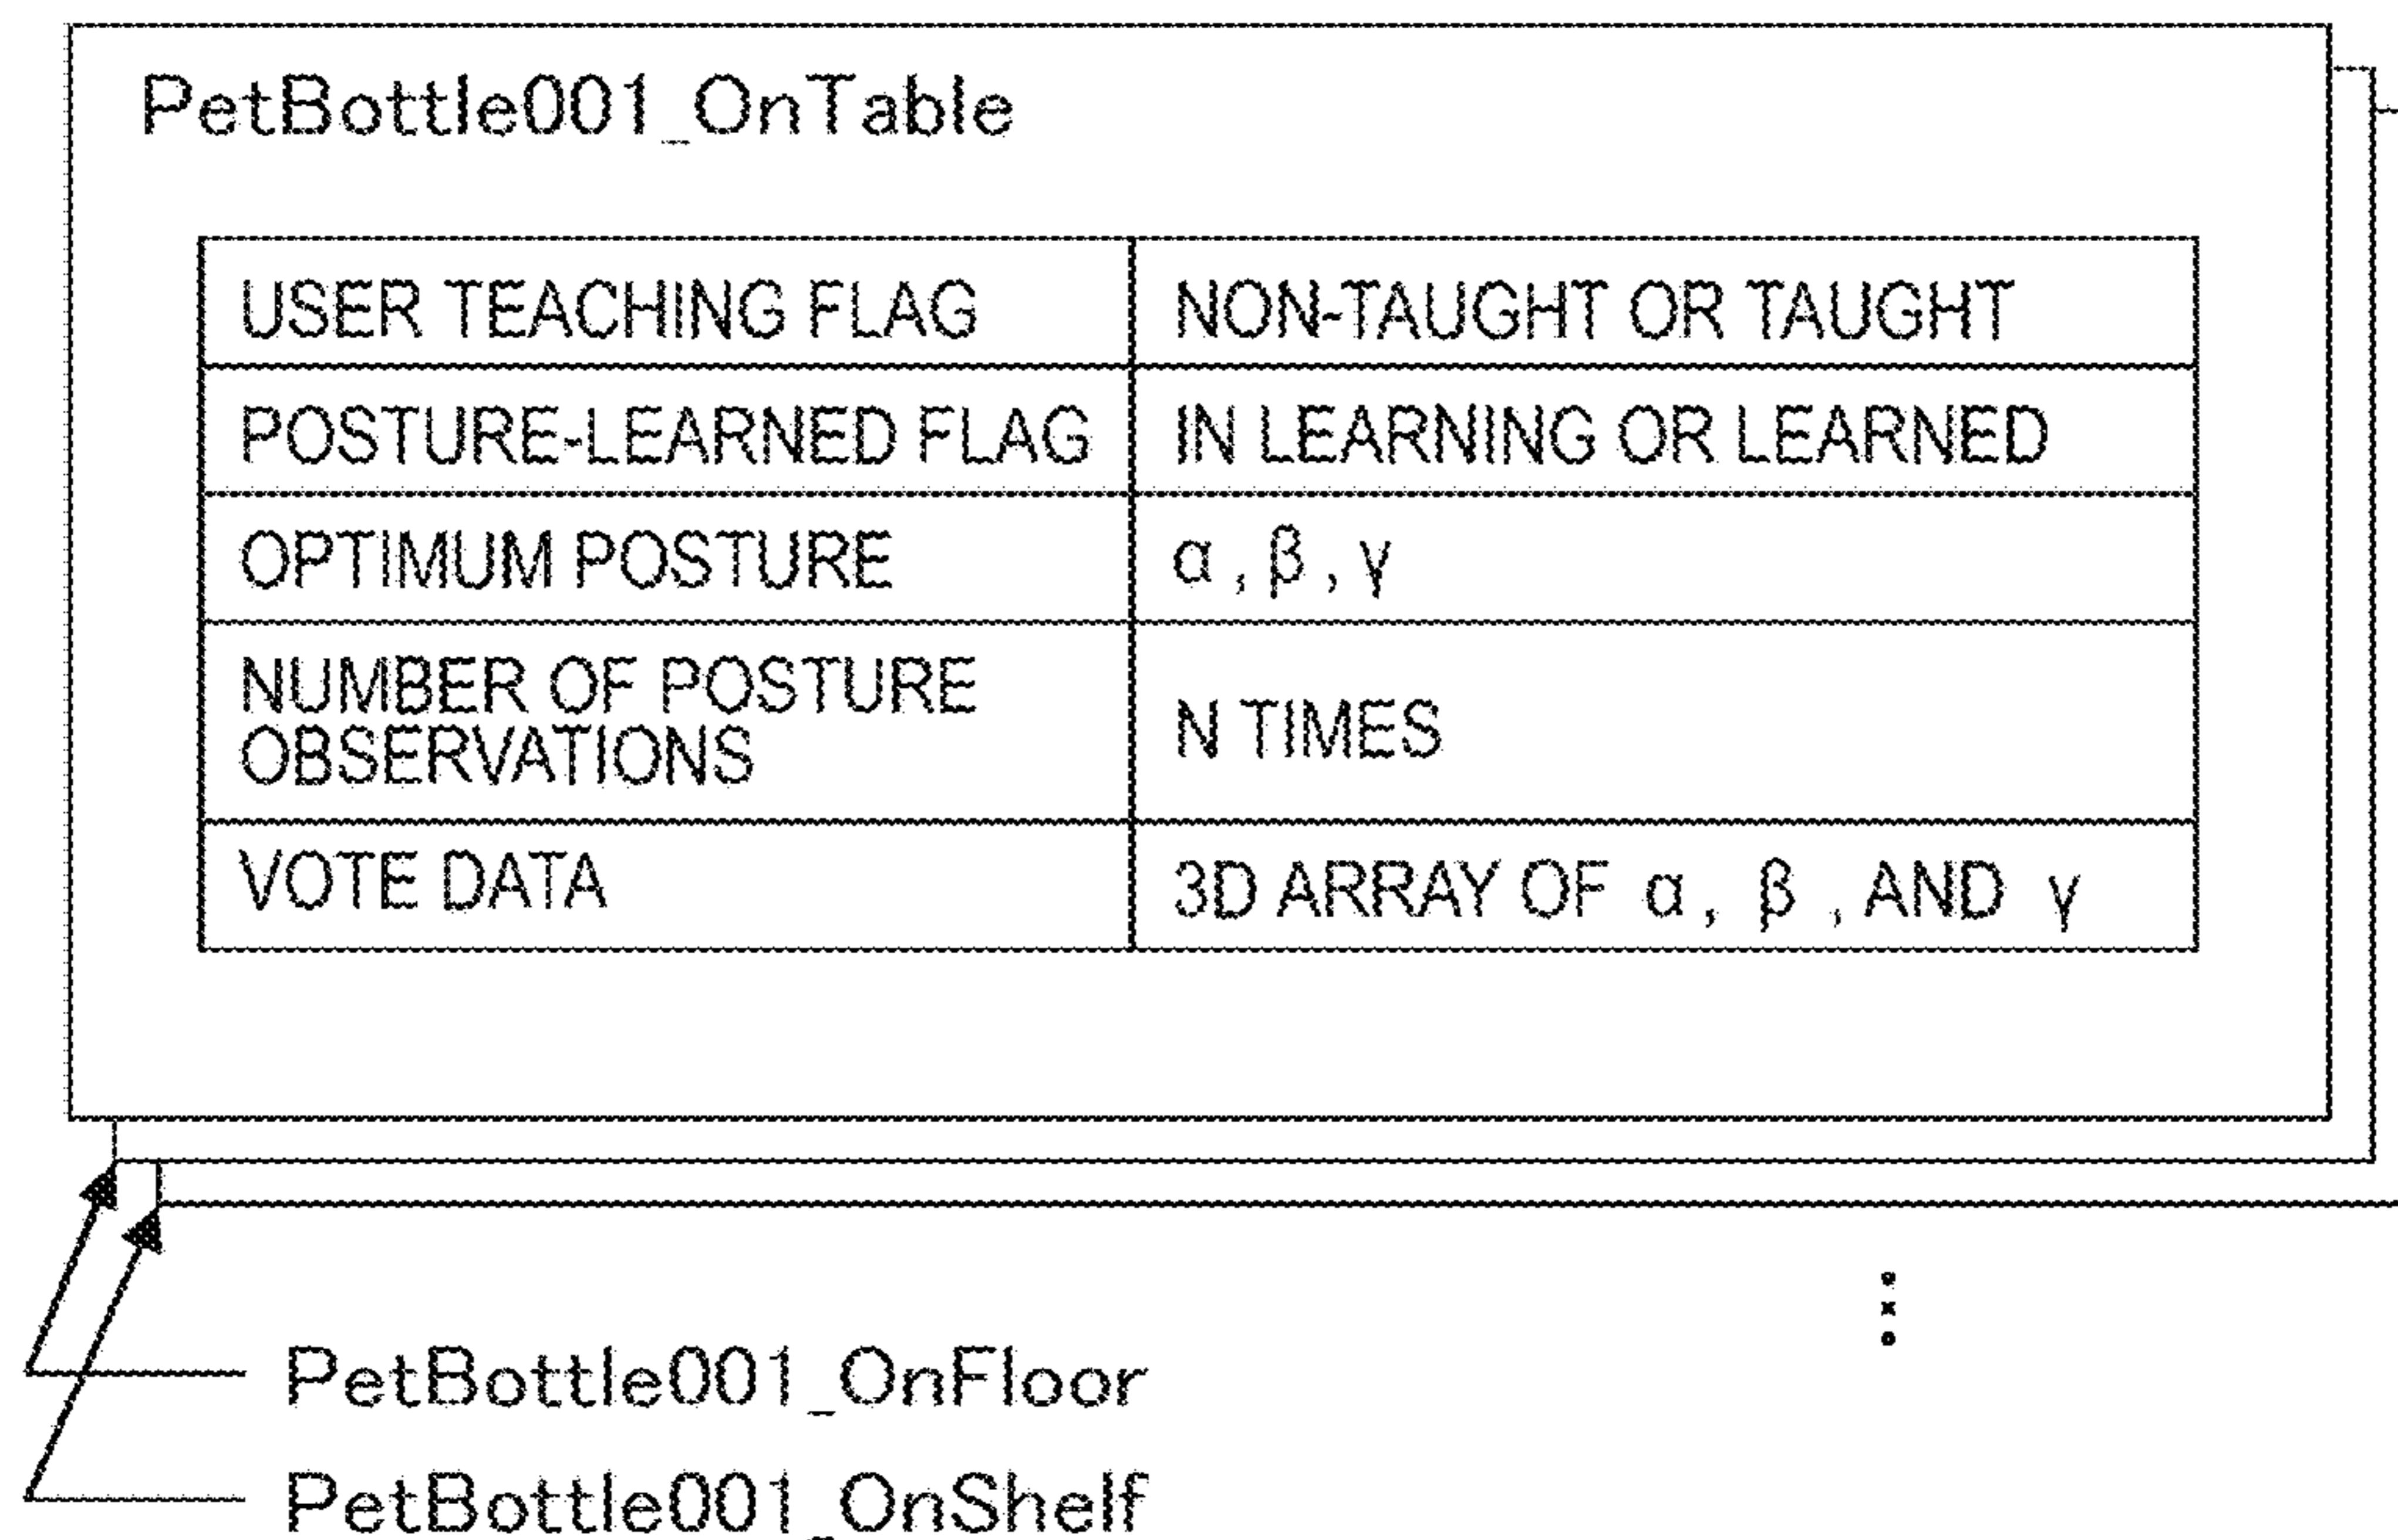 PetBottle001_OnTable
USER TEACHING FLAG NON-TAUGHT OR TAUGHT
POSTURE-LEARNED FLAG IN LEARNING OR LEARNED
OPTIMUM POSTURE α, β, γ
NUMBER OF POSTURE
OBSERVATIONS
N TIMES
VOTE DATA 3D ARRAY OF α, β, AND γ
PetBottle001_OnFloor
PetBottle001_OnShelf